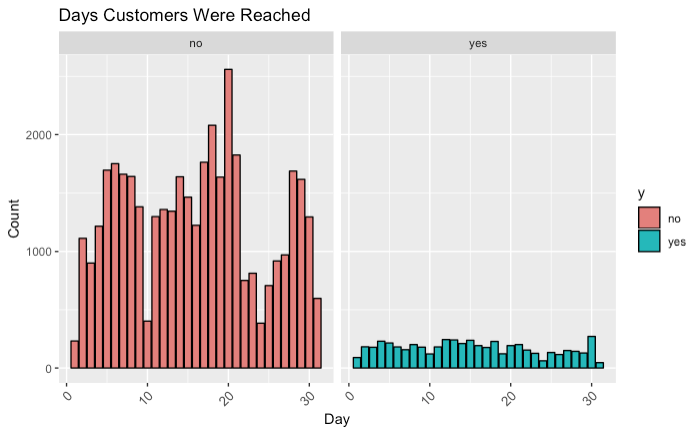 Days Customers Were Reached
no
yes
2000
1000
0
Count
0
10
20
30
0
10
20
30
Day
y
no
yes